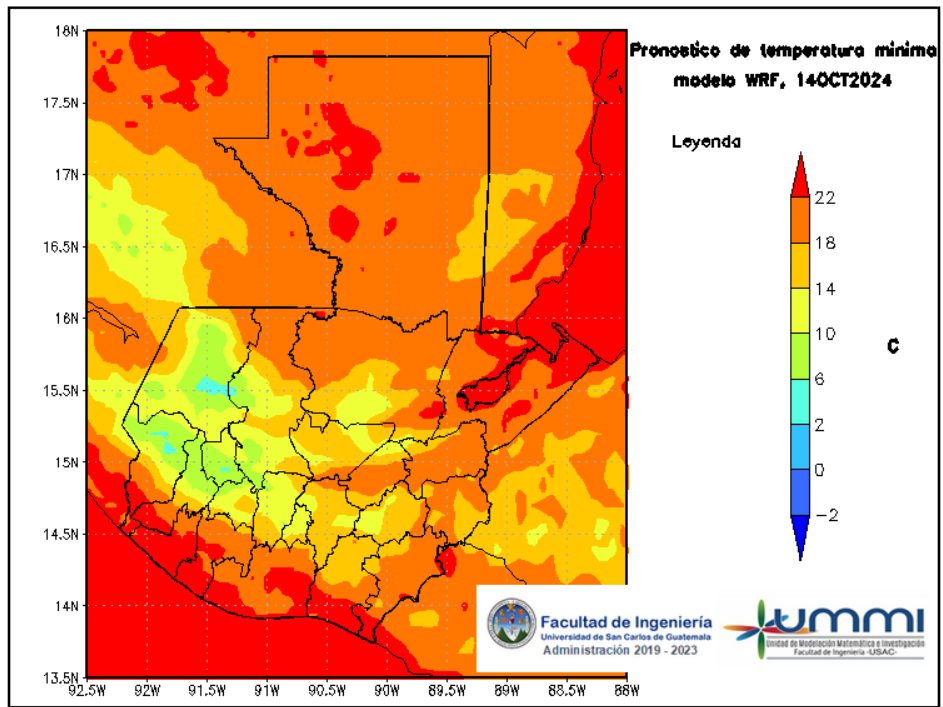 Pronostico de temperatura minima
modelo WRF, 14OCT2024
Leyenda
22
18
14
10
6
2
0
-2
C
18N
17.5N
17N
16.5N
16N
15.5N
15N
14.5N
14N
13.5N
92.5W
92W
91.5W
91W
90.5W
90W
89.5W
89W
88.5W
88W
Facultad de Ingeniería
Universidad de San Carlos de Guatemala
Administración 2019 - 2023
UMMI
Unidad de Modelación Matemática e Investigación
Facultad de Ingeniería -USAC-